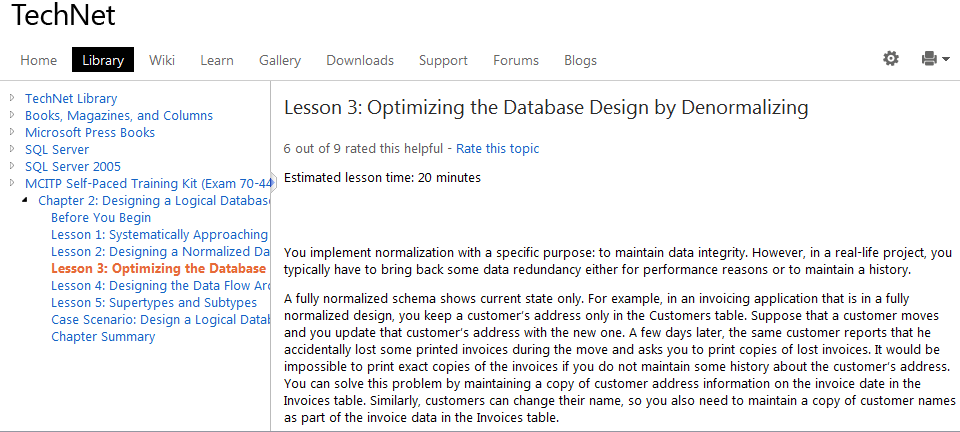 TechNet
Home Library Wiki Learn Gallery Downloads Support Forums Blogs
TechNet Library
Books, Magazines, and Columns
Microsoft Press Books
SQL Server
SQL Server 2005
MCITP Self-Paced Training Kit (Exam 70-44
Chapter 2: Designing a Logical Database
Before You Begin
Lesson 1: Systematically Approaching
Lesson 2: Designing a Normalized Da
Lesson 3: Optimizing the Database
Lesson 4: Designing the Data Flow Arc
Lesson 5: Supertypes and Subtypes
Case Scenario: Design a Logical Datab
Chapter Summary
Lesson 3: Optimizing the Database Design by Denormalizing
6 out of 9 rated this helpful - Rate this topic
Estimated lesson time: 20 minutes
You implement normalization with a specific purpose: to maintain data integrity. However, in a real-life project, you
typically have to bring back some data redundancy either for performance reasons or to maintain a history.
A fully normalized schema shows current state only. For example, in an invoicing application that is in a fully
normalized design, you keep a customer's address only in the Customers table. Suppose that a customer moves
and you update that customer's address with the new one. A few days later, the same customer reports that he
accidentally lost some printed invoices during the move and asks you to print copies of lost invoices. It would be
impossible to print exact copies of the invoices if you do not maintain some history about the customer's address.
You can solve this problem by maintaining a copy of customer address information on the invoice date in the
Invoices table. Similarly, customers can change their name, so you also need to maintain a copy of customer names
as part of the invoice data in the Invoices table.